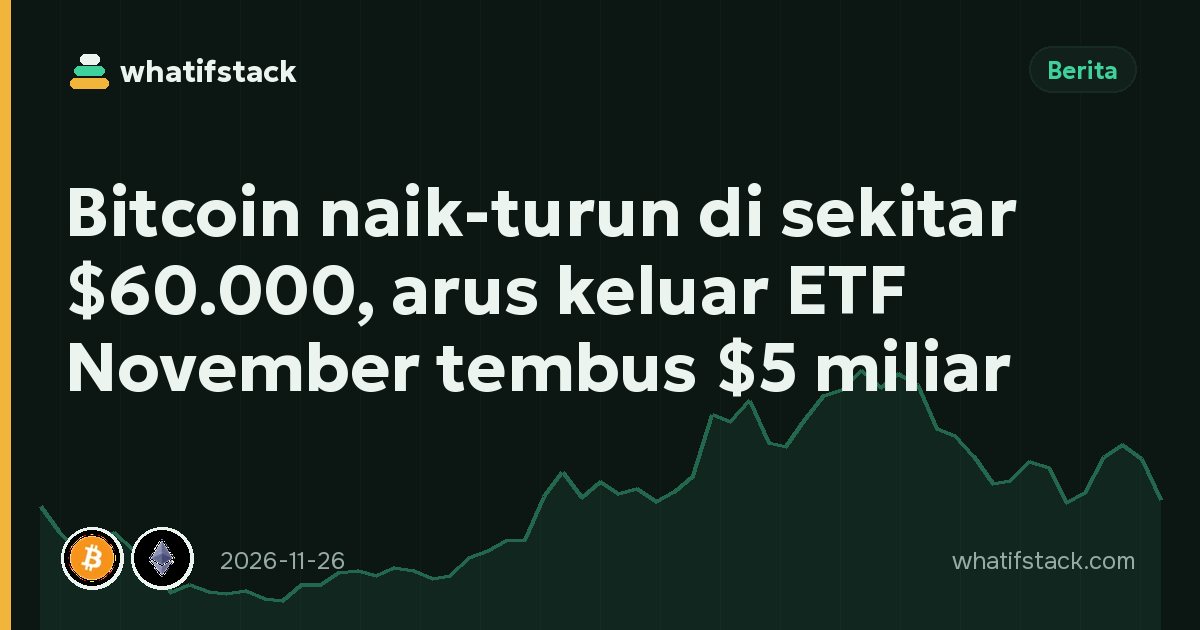 whatifstack
Berita
Bitcoin naik-turun di sekitar
$60.000, arus keluar ETF
November tembus $5 miliar
2026-11-26
whatifstack.com